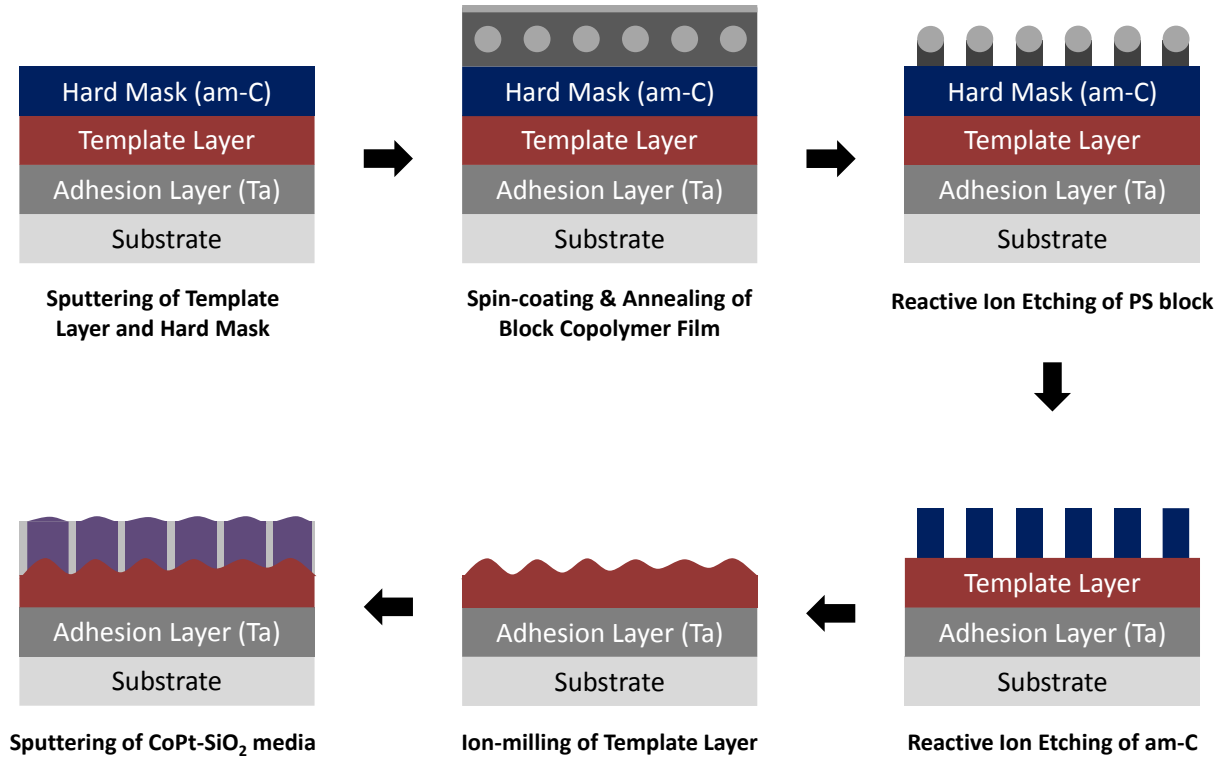 Hard Mask (am-C)
Template Layer
Adhesion Layer (Ta)
Substrate
Sputtering of Template
Layer and Hard Mask
Hard Mask (am-C)
Template Layer
Adhesion Layer (Ta)
Substrate
Spin-coating & Annealing of
Block Copolymer Film
Hard Mask (am-C)
Template Layer
Adhesion Layer (Ta)
Substrate
Reactive Ion Etching of PS block
Adhesion Layer (Ta)
Substrate
Sputtering of CoPt-SiO₂ media
Adhesion Layer (Ta)
Substrate
Ion-milling of Template Layer
Template Layer
Adhesion Layer (Ta)
Substrate
Reactive Ion Etching of am-C